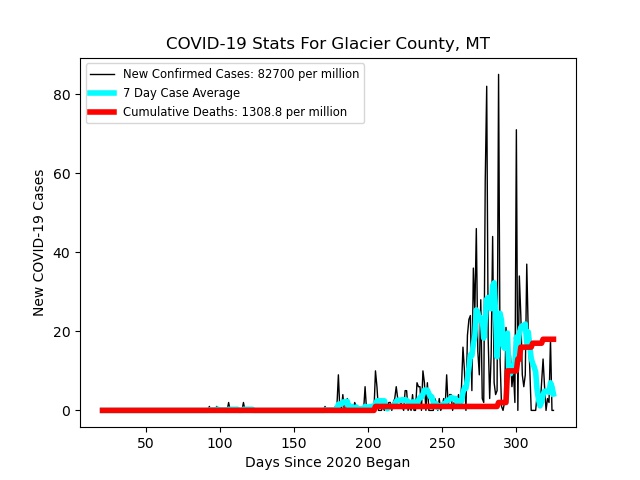 COVID-19 Stats For Glacier County, MT
New Confirmed Cases: 82700 per million
7 Day Case Average
Cumulative Deaths: 1308.8 per million
New COVID-19 Cases
80
60
40
20
0
50 100 150 200 250 300
Days Since 2020 Began